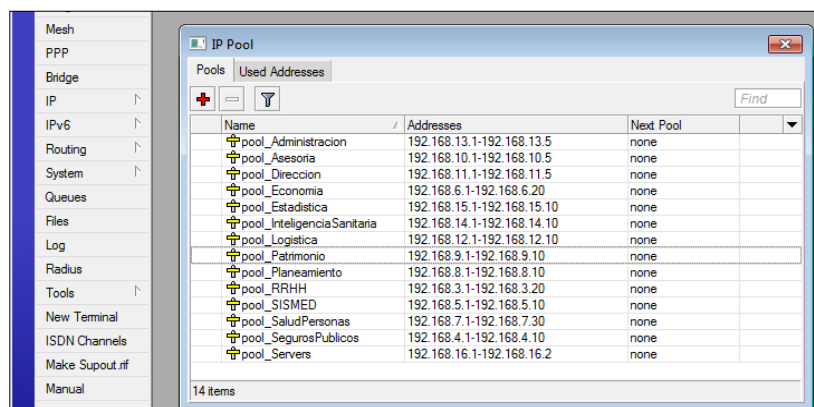 Mesh
PPP
Bridge
IP
IPv6
Routing
System
Queues
Files
Log
Radius
Tools
New Terminal
ISDN Channels
Make Supout.rif
Manual
IP Pool
Pools Used Addresses
Find
Name Addresses Next Pool
pool_Administracion 192.168.13.1-192.168.13.5 none
pool_Asesoria 192.168.10.1-192.168.10.5 none
pool_Direccion 192.168.11.1-192.168.11.5 none
pool_Economia 192.168.6.1-192.168.6.20 none
pool_Estadistica 192.168.15.1-192.168.15.10 none
pool_InteligenciaSanitaria 192.168.14.1-192.168.14.10 none
pool_Logistica 192.168.12.1-192.168.12.10 none
pool_Patrimonio 192.168.9.1-192.168.9.10 none
pool_Planeamiento 192.168.8.1-192.168.8.10 none
pool_RRHH 192.168.3.1-192.168.3.20 none
pool_SISMED 192.168.5.1-192.168.5.10 none
pool_SaludPersonas 192.168.7.1-192.168.7.30 none
pool_SegurosPublicos 192.168.4.1-192.168.4.10 none
pool_Servers 192.168.16.1-192.168.16.2 none
14 items